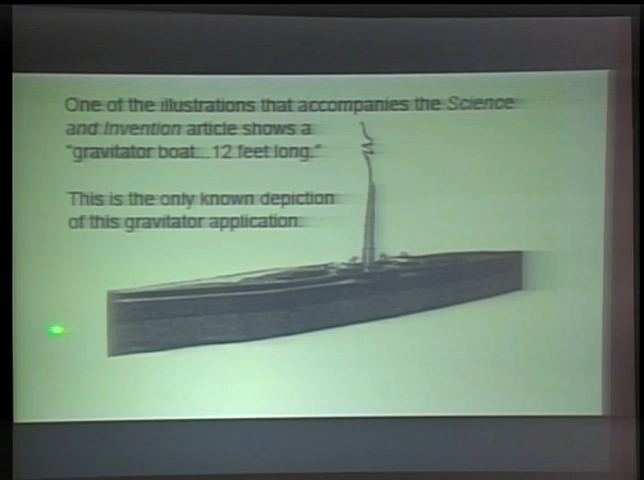 One of the illustrations that accompanies the Science
and Invention article shows a
"gravitator boat...12 feet long."
This is the only known depiction
of this gravitator application.